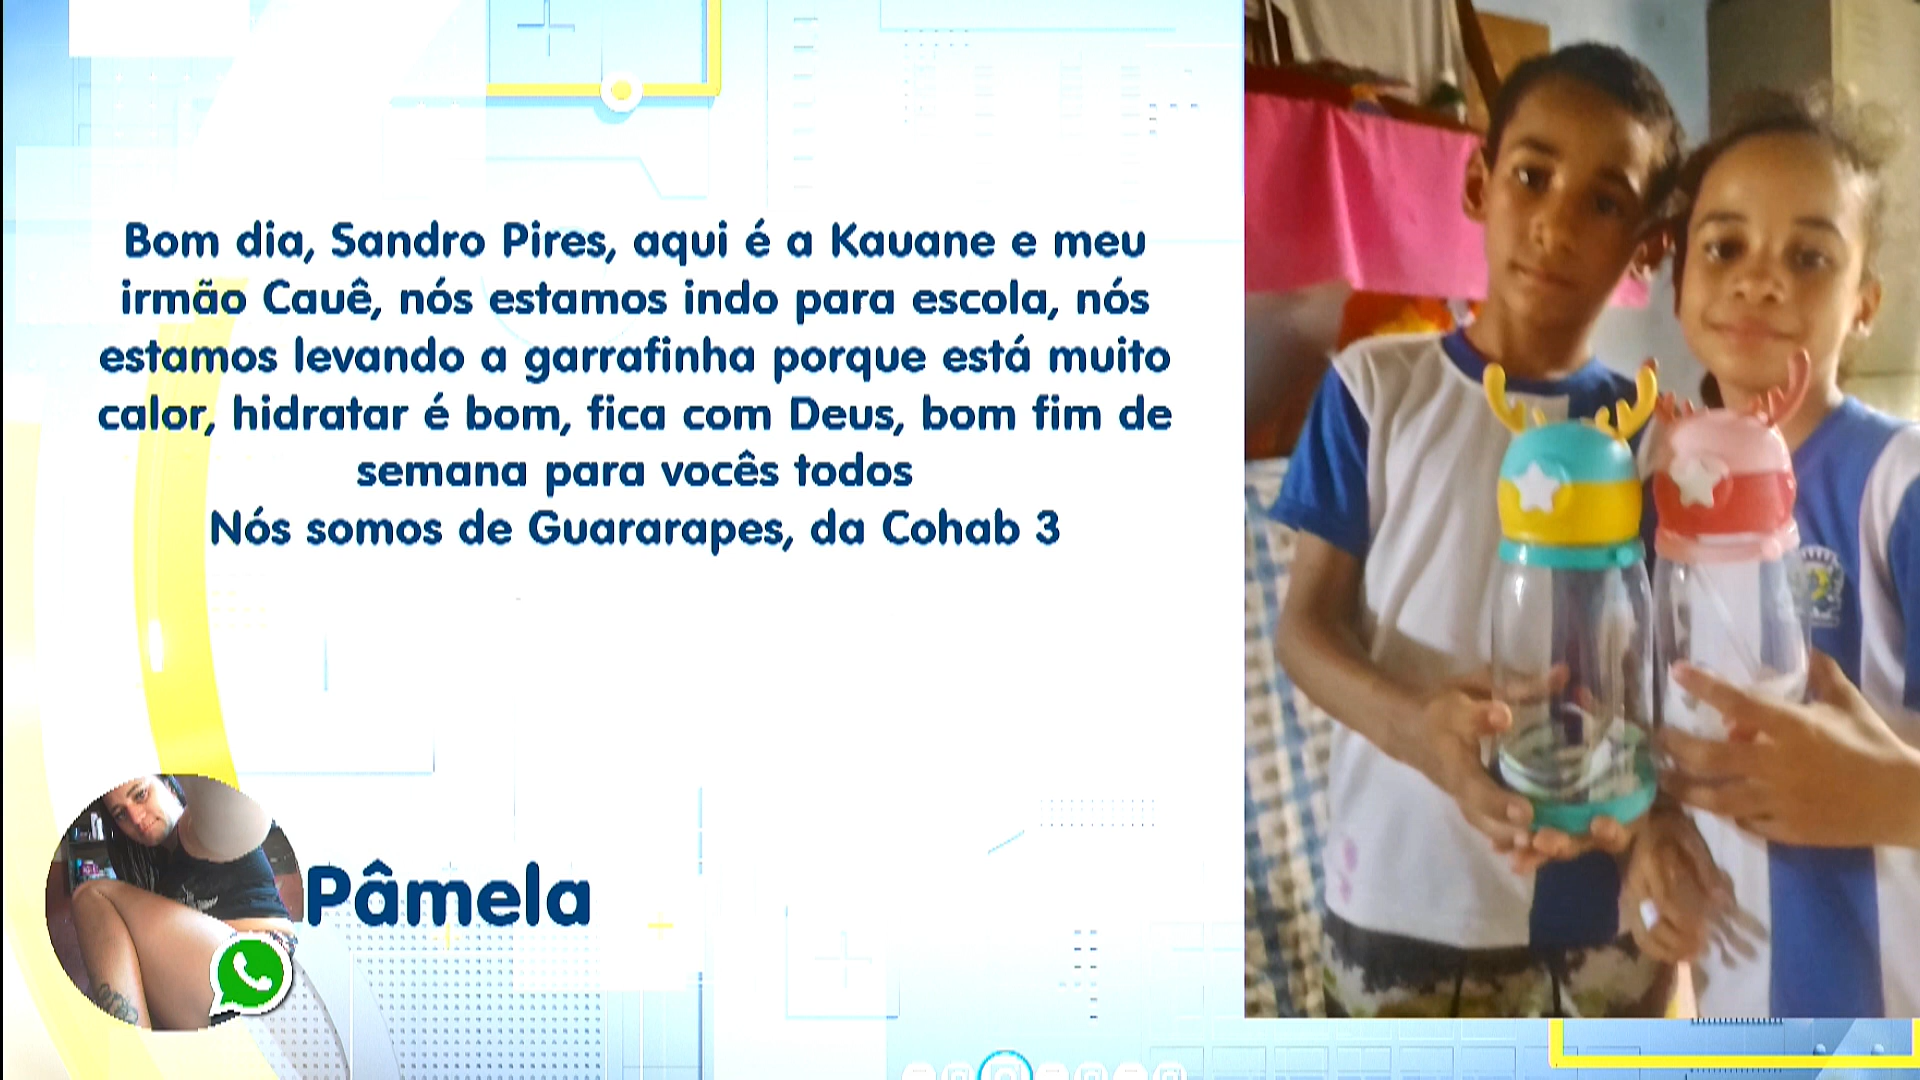 Bom dia, Sandro Pires, aqui é a Kauane e meu
irmão Cauê, nós estamos indo para escola, nós
estamos levando a garrafinha porque está muito
calor, hidratar é bom, fica com Deus, bom fim de
semana para vocês todos
Nós somos de Guararapes, da Cohab 3
Pâmela